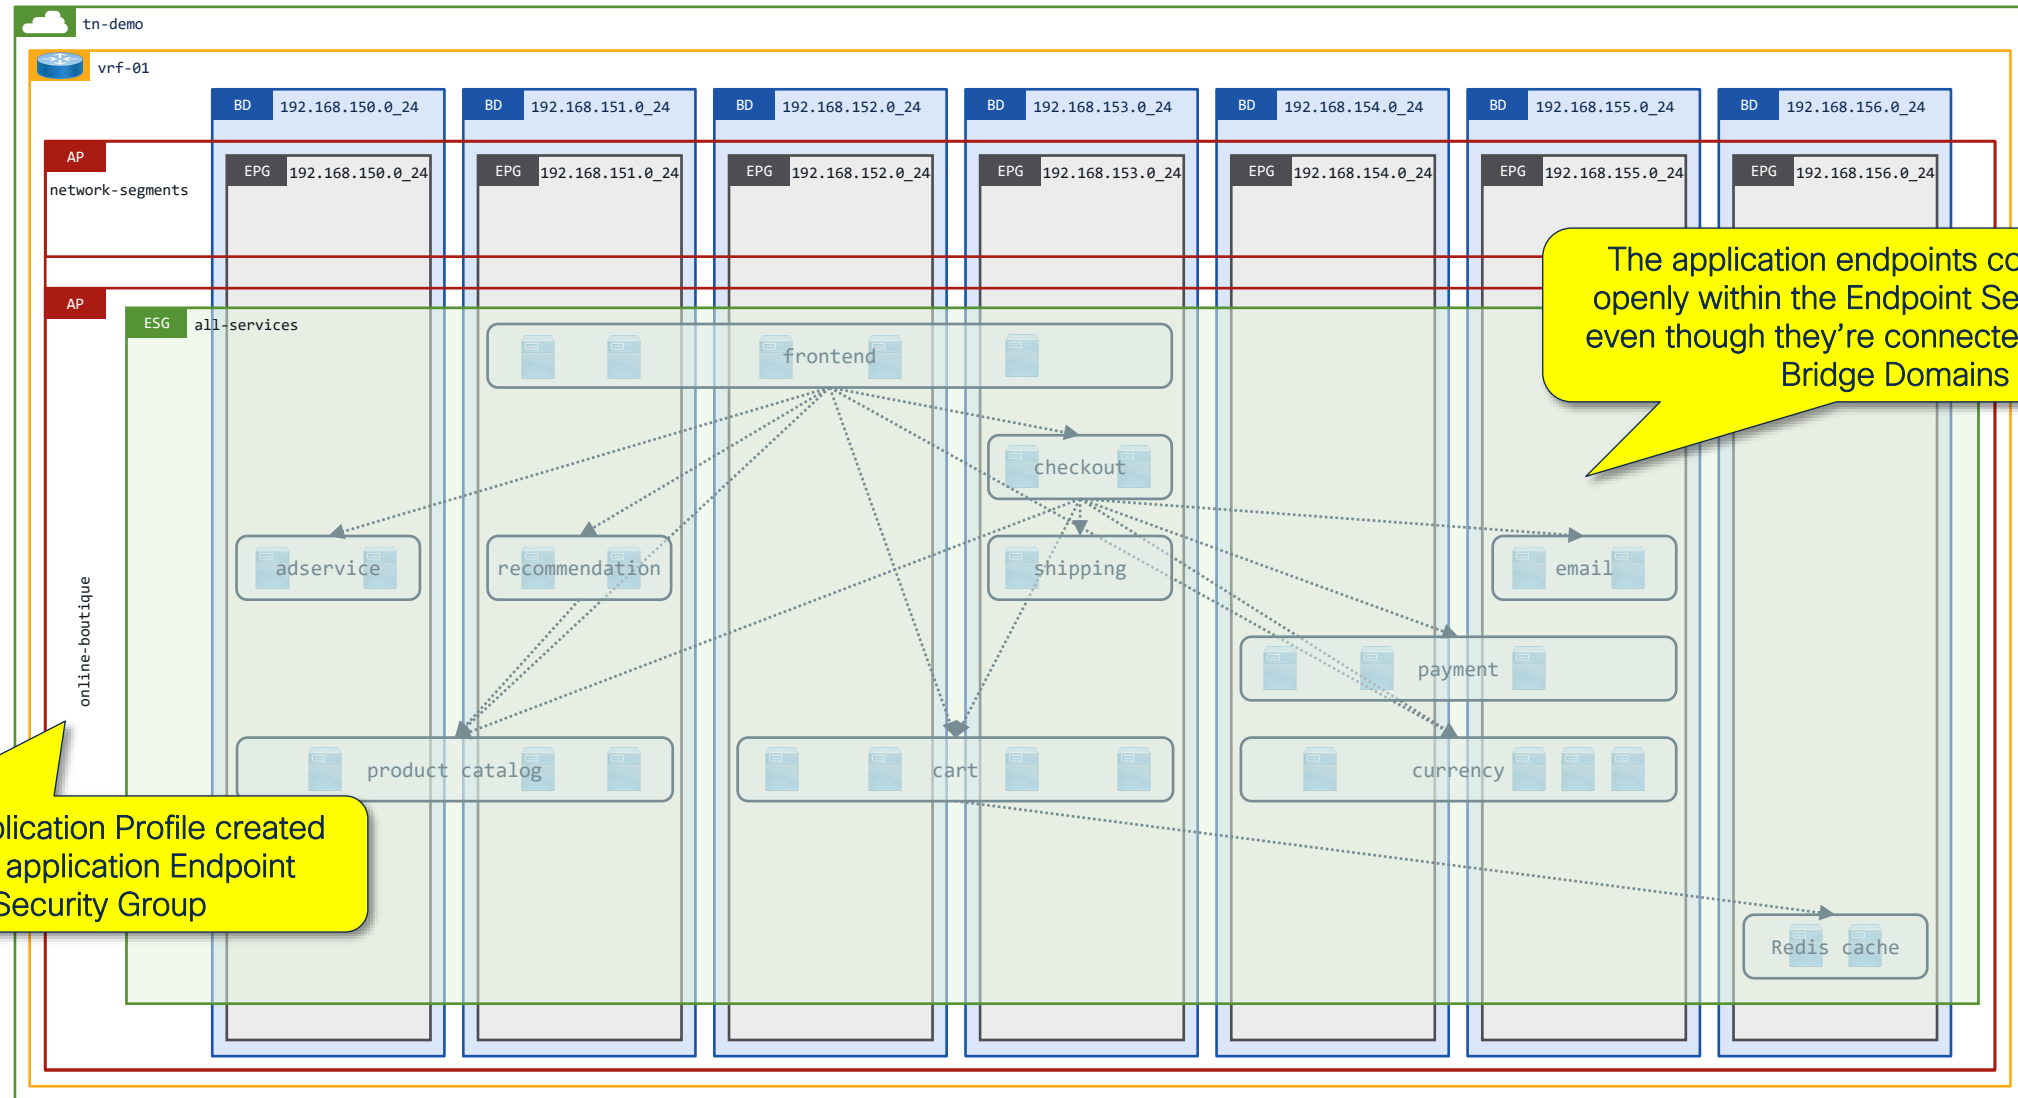 tn-demo
vrf-01
BD 192.168.150.0_24
BD 192.168.151.0_24
BD 192.168.152.0_24
BD 192.168.153.0_24
BD 192.168.154.0_24
BD 192.168.155.0_24
BD 192.168.156.0_24
AP
network-segments
EPG 192.168.150.0_24
EPG 192.168.151.0_24
EPG 192.168.152.0_24
EPG 192.168.153.0_24
EPG 192.168.154.0_24
EPG 192.168.155.0_24
EPG 192.168.156.0_24
The application endpoints
openly within the Endpoint
even though they’re
Bridge Domains
AP
online-boutique
ESG all-services
frontend
checkout
adservice
recommendation
shipping
email
payment
product catalog
cart
currency
Redis cache
Profile created
application Endpoint
Security Group